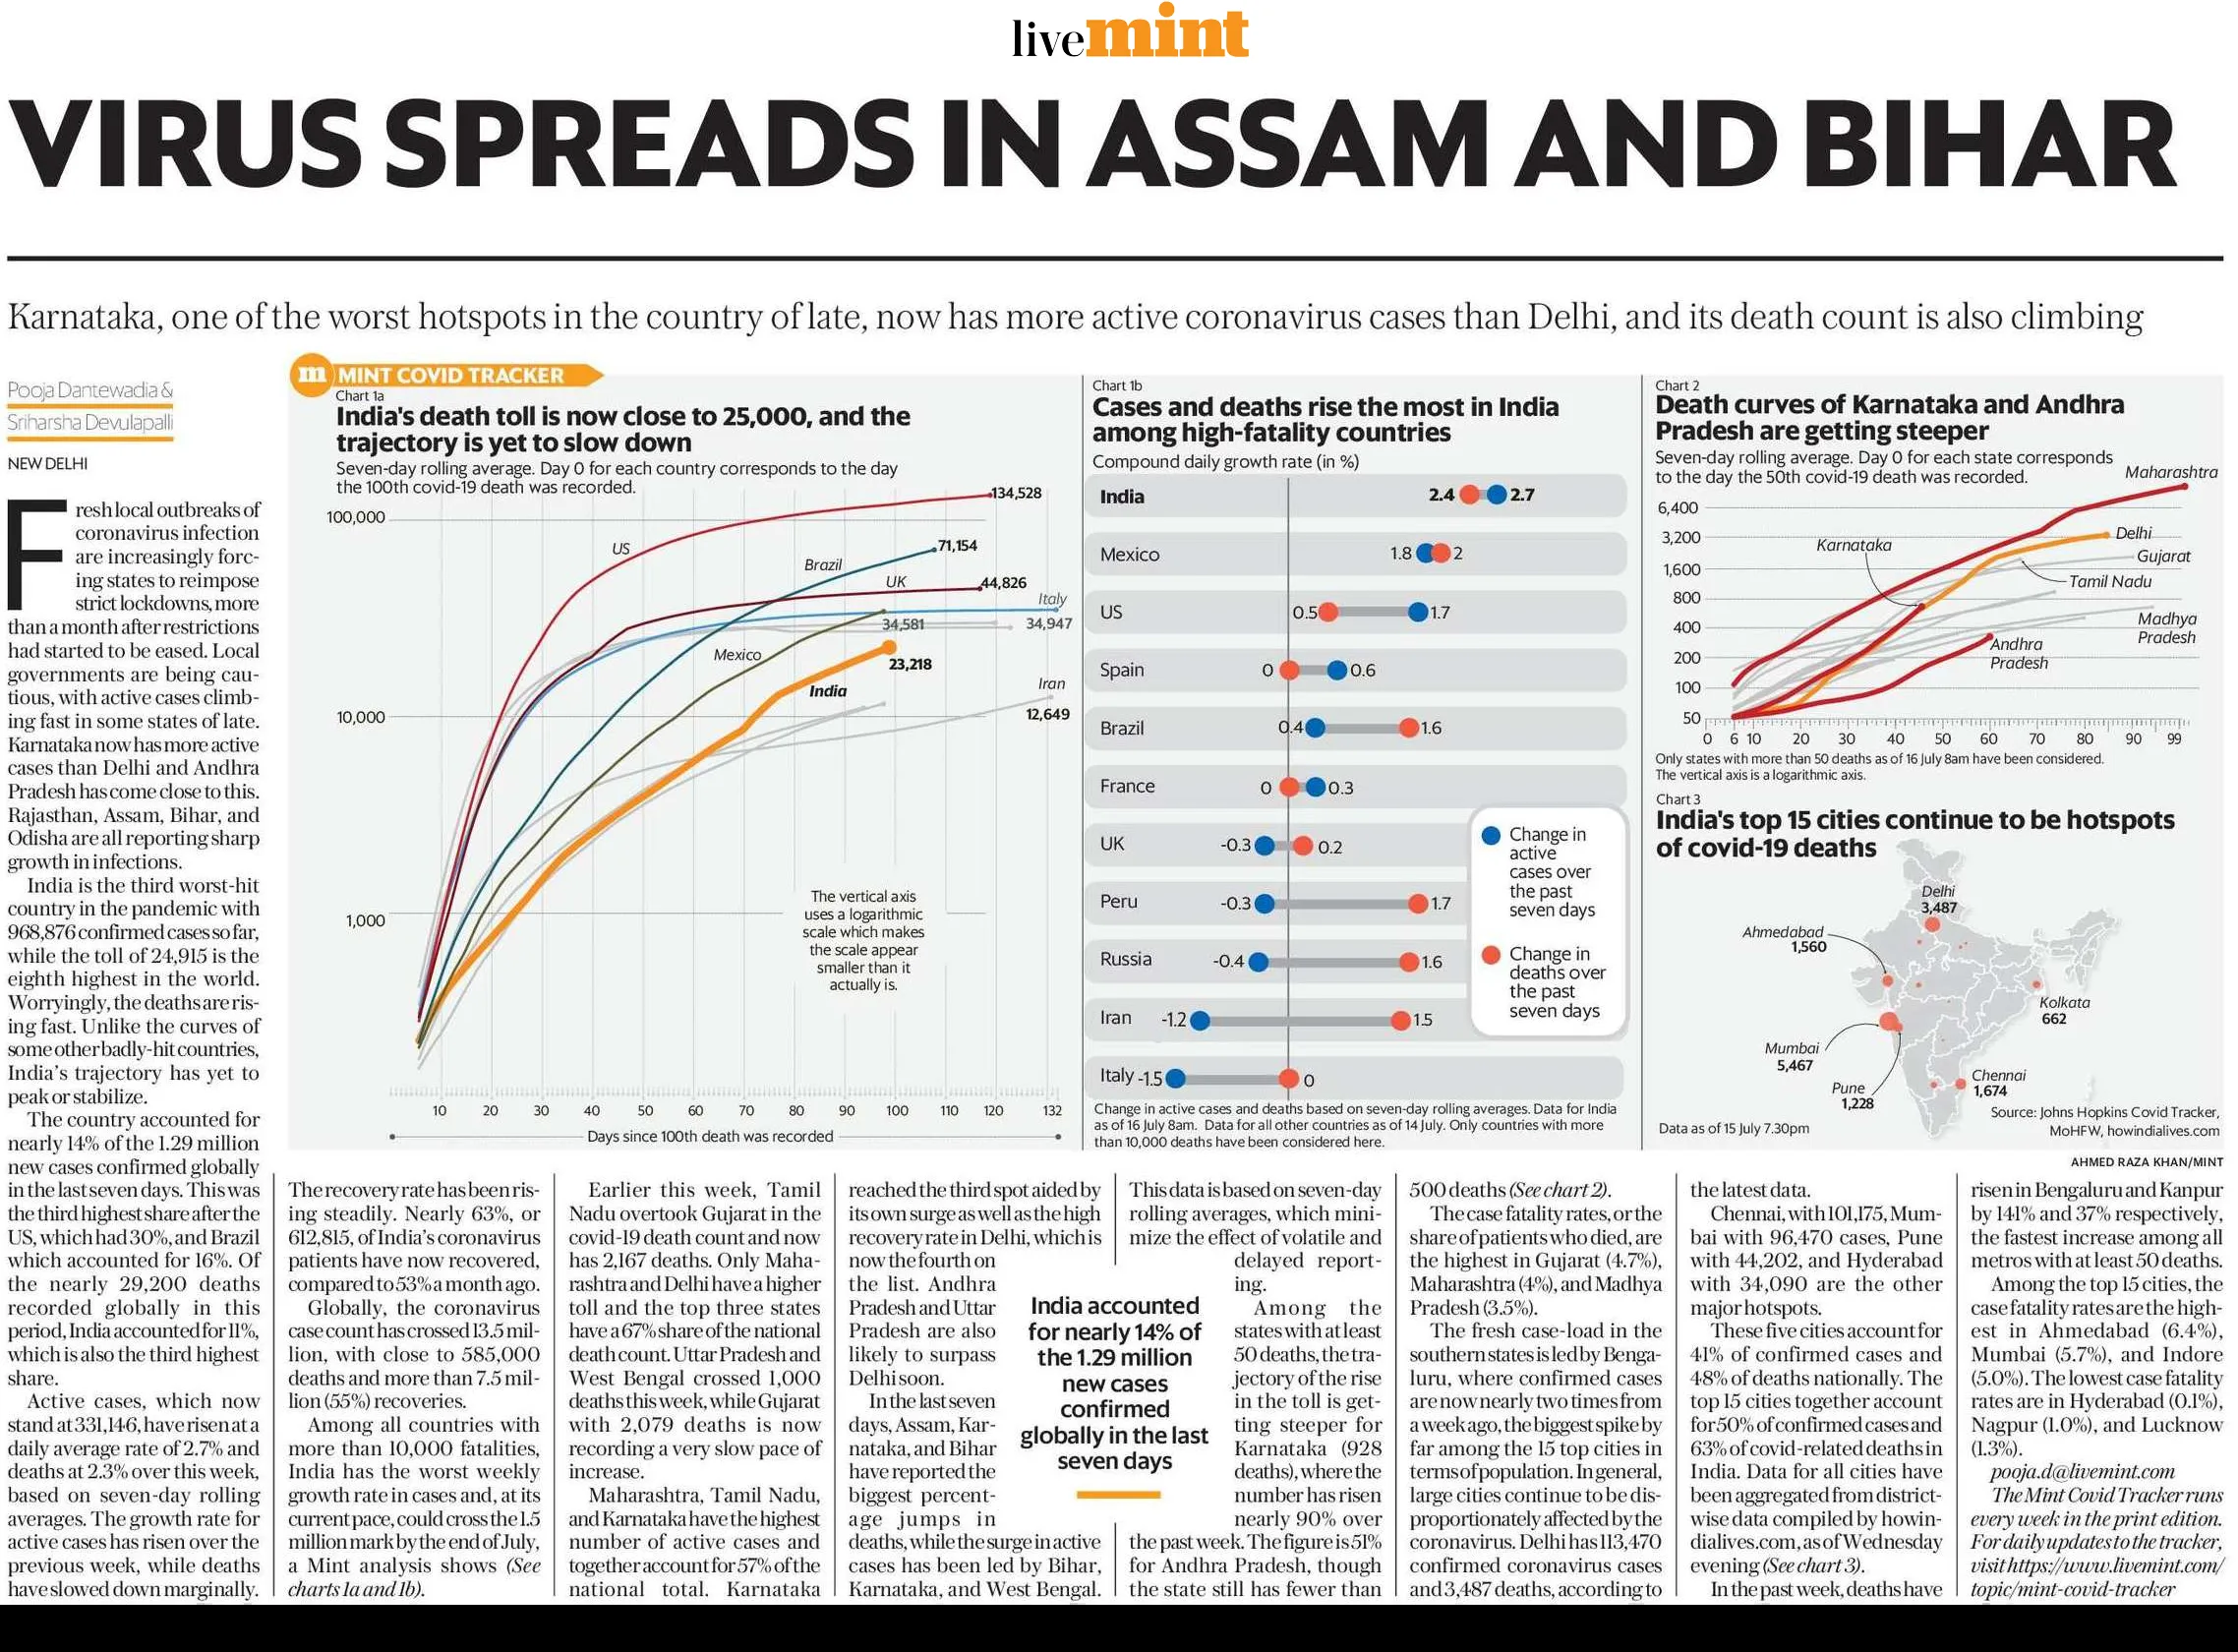 livemint
VIRUS SPREADS IN ASSAM AND BIHAR
Karnataka, one of the worst hotspots in the country of late, now has more active coronavirus cases than Delhi, and its death count is also climbing
Pooja Dantewadia &
Sriharsha Devulapalli
NEW DELHI
Fresh local outbreaks of
coronavirus infection
are increasingly forc-
ing states to reimpose
strict lockdowns, more
than a month after restrictions
had started to be eased. Local
governments are being cau-
tious, with active cases climb-
ing fast in some states of late.
Karnataka now has more active
cases than Delhi and Andhra
Pradesh has come close to this.
Rajasthan, Assam, Bihar, and
Odisha are all reporting sharp
growth in infections.
India is the third worst-hit
country in the pandemic with
968,876 confirmed cases so far,
while the toll of 24,915 is the
eighth highest in the world.
Worryingly, the deaths are ris-
ing fast. Unlike the curves of
some other badly-hit countries,
India's trajectory has yet to
peak or stabilize.
The country accounted for
nearly 14% of the 1.29 million
new cases confirmed globally
in the last seven days. This was
the third highest share after the
US, which had 30%, and Brazil
which accounted for 16%. Of
the nearly 29,200 deaths
recorded globally in this
period, India accounted for 11%,
which is also the third highest
share.
Active cases, which now
stand at 331,146, have risen at a
daily average rate of 2.7% and
deaths at 2.3% over this week,
based on seven-day rolling
averages. The growth rate for
active cases has risen over the
previous week, while deaths
have slowed down marginally.
m MINT COVID TRACKER
Chart 1a
India's death toll is now close to 25,000, and the
trajectory is yet to slow down
Seven-day rolling average. Day 0 for each country corresponds to the day
the 100th covid-19 death was recorded.
134,528
100,000
US
71,154
Brazil
UK
44,826
Italy
34,581
34,947
Mexico
23,218
India
Iran
12,649
10,000
The vertical axis
uses a logarithmic
scale which makes
the scale appear
smaller than it
actually is.
1,000
10 20 30 40 50 60 70 80 90 100 110 120 132
Days since 100th death was recorded
Chart 1b
Cases and deaths rise the most in India
among high-fatality countries
Compound daily growth rate (in %)
India 2.4 2.7
Mexico 1.8 2
US 0.5 1.7
Spain 0 0.6
Brazil 0.4 1.6
France 0 0.3
UK -0.3 0.2
Peru -0.3 1.7
Russia -0.4 1.6
Iran -1.2 1.5
Italy -1.5 0
Change in
active
cases over
the past
seven days
Change in
deaths over
the past
seven days
Change in active cases and deaths based on seven-day rolling averages. Data for India
as of 16 July 8am. Data for all other countries as of 14 July. Only countries with more
than 10,000 deaths have been considered here.
Chart 2
Death curves of Karnataka and Andhra
Pradesh are getting steeper
Seven-day rolling average. Day 0 for each state corresponds
to the day the 50th covid-19 death was recorded.
Maharashtra
6,400
3,200
1,600
800
400
200
100
50
Karnataka
Delhi
Gujarat
Tamil Nadu
Madhya
Pradesh
Andhra
Pradesh
0 6 10 20 30 40 50 60 70 80 90 99
Only states with more than 50 deaths as of 16 July 8am have been considered.
The vertical axis is a logarithmic axis.
Chart 3
India's top 15 cities continue to be hotspots
of covid-19 deaths
Delhi
3,487
Ahmedabad
1,560
Kolkata
662
Mumbai
5,467
Pune
1,228
Chennai
1,674
Data as of 15 July 7.30pm
Source: Johns Hopkins Covid Tracker,
MoHFW, howindialives.com
AHMED RAZA KHAN/MINT
The recovery rate has been ris-
ing steadily. Nearly 63%, or
612,815, of India's coronavirus
patients have now recovered,
compared to 53% a month ago.
Globally, the coronavirus
case count has crossed 13.5 mil-
lion, with close to 585,000
deaths and more than 7.5 mil-
lion (55%) recoveries.
Among all countries with
more than 10,000 fatalities,
India has the worst weekly
growth rate in cases and, at its
current pace, could cross the 1.5
million mark by the end of July,
a Mint analysis shows (See
charts 1a and 1b).
Earlier this week, Tamil
Nadu overtook Gujarat in the
covid-19 death count and now
has 2,167 deaths. Only Maha-
rashtra and Delhi have a higher
toll and the top three states
have a 67% share of the national
death count. Uttar Pradesh and
West Bengal crossed 1,000
deaths this week, while Gujarat
with 2,079 deaths is now
recording a very slow pace of
increase.
Maharashtra, Tamil Nadu,
and Karnataka have the highest
number of active cases and
together account for 57% of the
national total. Karnataka
reached the third spot aided by
its own surge as well as the high
recovery rate in Delhi, which is
now the fourth on
the list. Andhra
Pradesh and Uttar
Pradesh are also
likely to surpass
Delhi soon.
In the last seven
days, Assam, Kar-
nataka, and Bihar
have reported the
biggest percent-
age jumps in
deaths, while the surge in active
cases has been led by Bihar,
Karnataka, and West Bengal.
India accounted
for nearly 14% of
the 1.29 million
new cases
confirmed
globally in the last
seven days
This data is based on seven-day
rolling averages, which mini-
mize the effect of volatile and
delayed report-
ing.
Among the
states with at least
50 deaths, the tra-
jectory of the rise
in the toll is get-
ting steeper for
Karnataka (928
deaths), where the
number has risen
nearly 90% over
the past week. The figure is 51%
for Andhra Pradesh, though
the state still has fewer than
500 deaths (See chart 2).
The case fatality rates, or the
share of patients who died, are
the highest in Gujarat (4.7%),
Maharashtra (4%), and Madhya
Pradesh (3.5%).
The fresh case-load in the
southern states is led by Benga-
luru, where confirmed cases
are now nearly two times from
a week ago, the biggest spike by
far among the 15 top cities in
terms of population. In general,
large cities continue to be dis-
proportionately affected by the
coronavirus. Delhi has 113,470
confirmed coronavirus cases
and 3,487 deaths, according to
the latest data.
Chennai, with 101,175, Mum-
bai with 96,470 cases, Pune
with 44,202, and Hyderabad
with 34,090 are the other
major hotspots.
These five cities account for
41% of confirmed cases and
48% of deaths nationally. The
top 15 cities together account
for 50% of confirmed cases and
63% of covid-related deaths in
India. Data for all cities have
been aggregated from district-
wise data compiled by howin-
dialives.com, as of Wednesday
evening (See chart 3).
In the past week, deaths have
risen in Bengaluru and Kanpur
by 141% and 37% respectively,
the fastest increase among all
metros with at least 50 deaths.
Among the top 15 cities, the
case fatality rates are the high-
est in Ahmedabad (6.4%),
Mumbai (5.7%), and Indore
(5.0%). The lowest case fatality
rates are in Hyderabad (0.1%),
Nagpur (1.0%), and Lucknow
(1.3%).
pooja.d@livemint.com
The Mint Covid Tracker runs
every week in the print edition.
For daily updates to the tracker,
visit https://www.livemint.com/
topic/mint-covid-tracker